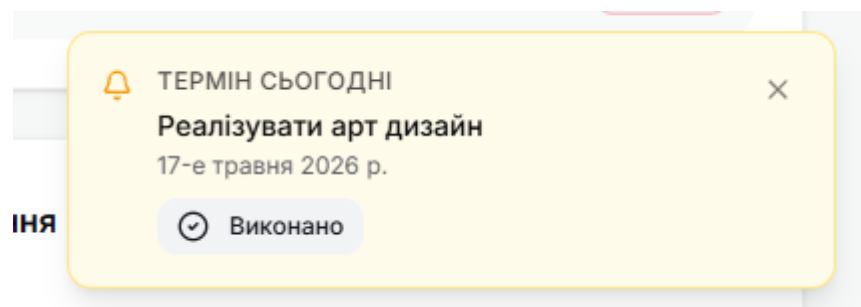 ТЕРМІН СЬОГОДНІ
Реалізувати арт дизайн
17-е травня 2026 р.
Виконано